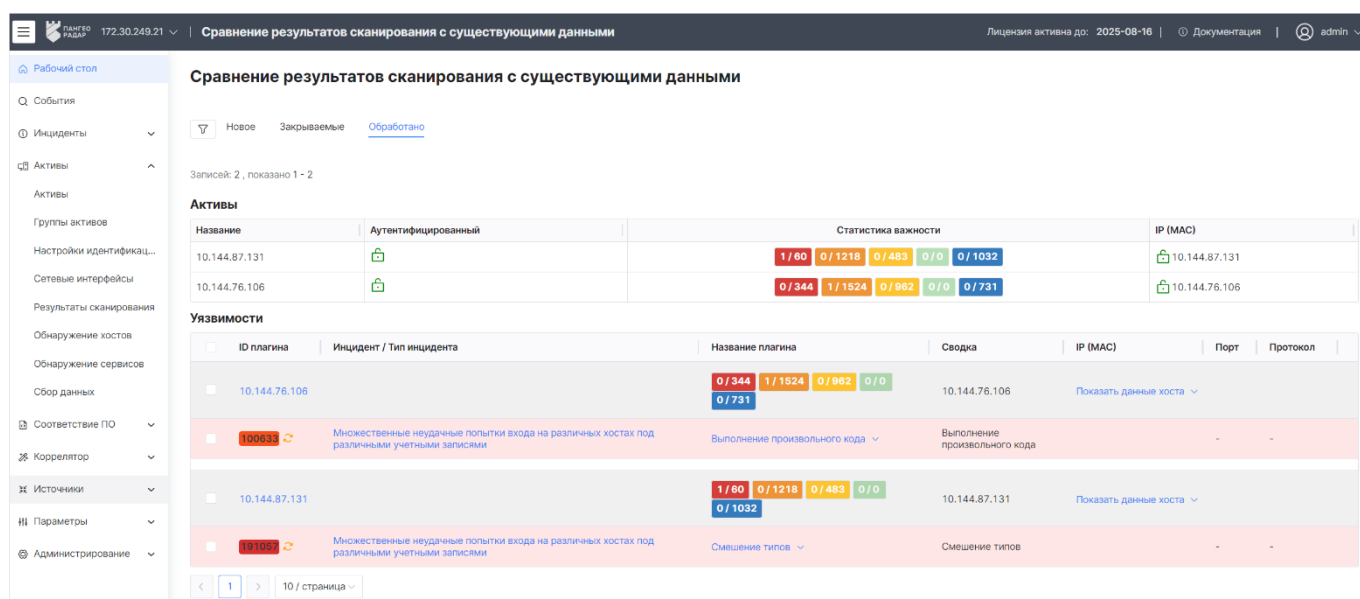 ПАНГЕО РАДАР 172.30.249.21 | Сравнение результатов сканирования с существующими данными Лицензия активна до: 2025-08-16 | Документация | admin
Рабочий стол
События
Инциденты
Активы
Активы
Группы активов
Настройки идентификац...
Сетевые интерфейсы
Результаты сканирования
Обнаружение хостов
Обнаружение сервисов
Сбор данных
Соответствие ПО
Коррелятор
Источники
Параметры
Администрирование
Сравнение результатов сканирования с существующими данными
Новое Закрываемые Обработано
Записей: 2 , показано 1 - 2
Активы
Название Аутентифицированный Статистика важности IP (MAC)
10.144.87.131 1 / 60 0 / 1218 0 / 483 0 / 0 0 / 1032 10.144.87.131
10.144.76.106 0 / 344 1 / 1524 0 / 962 0 / 0 0 / 731 10.144.76.106
Уязвимости
ID плагина Инцидент / Тип инцидента Название плагина Сводка IP (MAC) Порт Протокол
10.144.76.106 0 / 344 1 / 1524 0 / 962 0 / 0 10.144.76.106 Показать данные хоста
0 / 731
100633 Множественные неудачные попытки входа на различных хостах под Выполнение произвольного кода Выполнение - -
различными учетными записями произвольного кода
10.144.87.131 1 / 60 0 / 1218 0 / 483 0 / 0 10.144.87.131 Показать данные хоста
0 / 1032
191057 Множественные неудачные попытки входа на различных хостах под Смешение типов Смешение типов - -
различными учетными записями
< 1 > 10 / страница